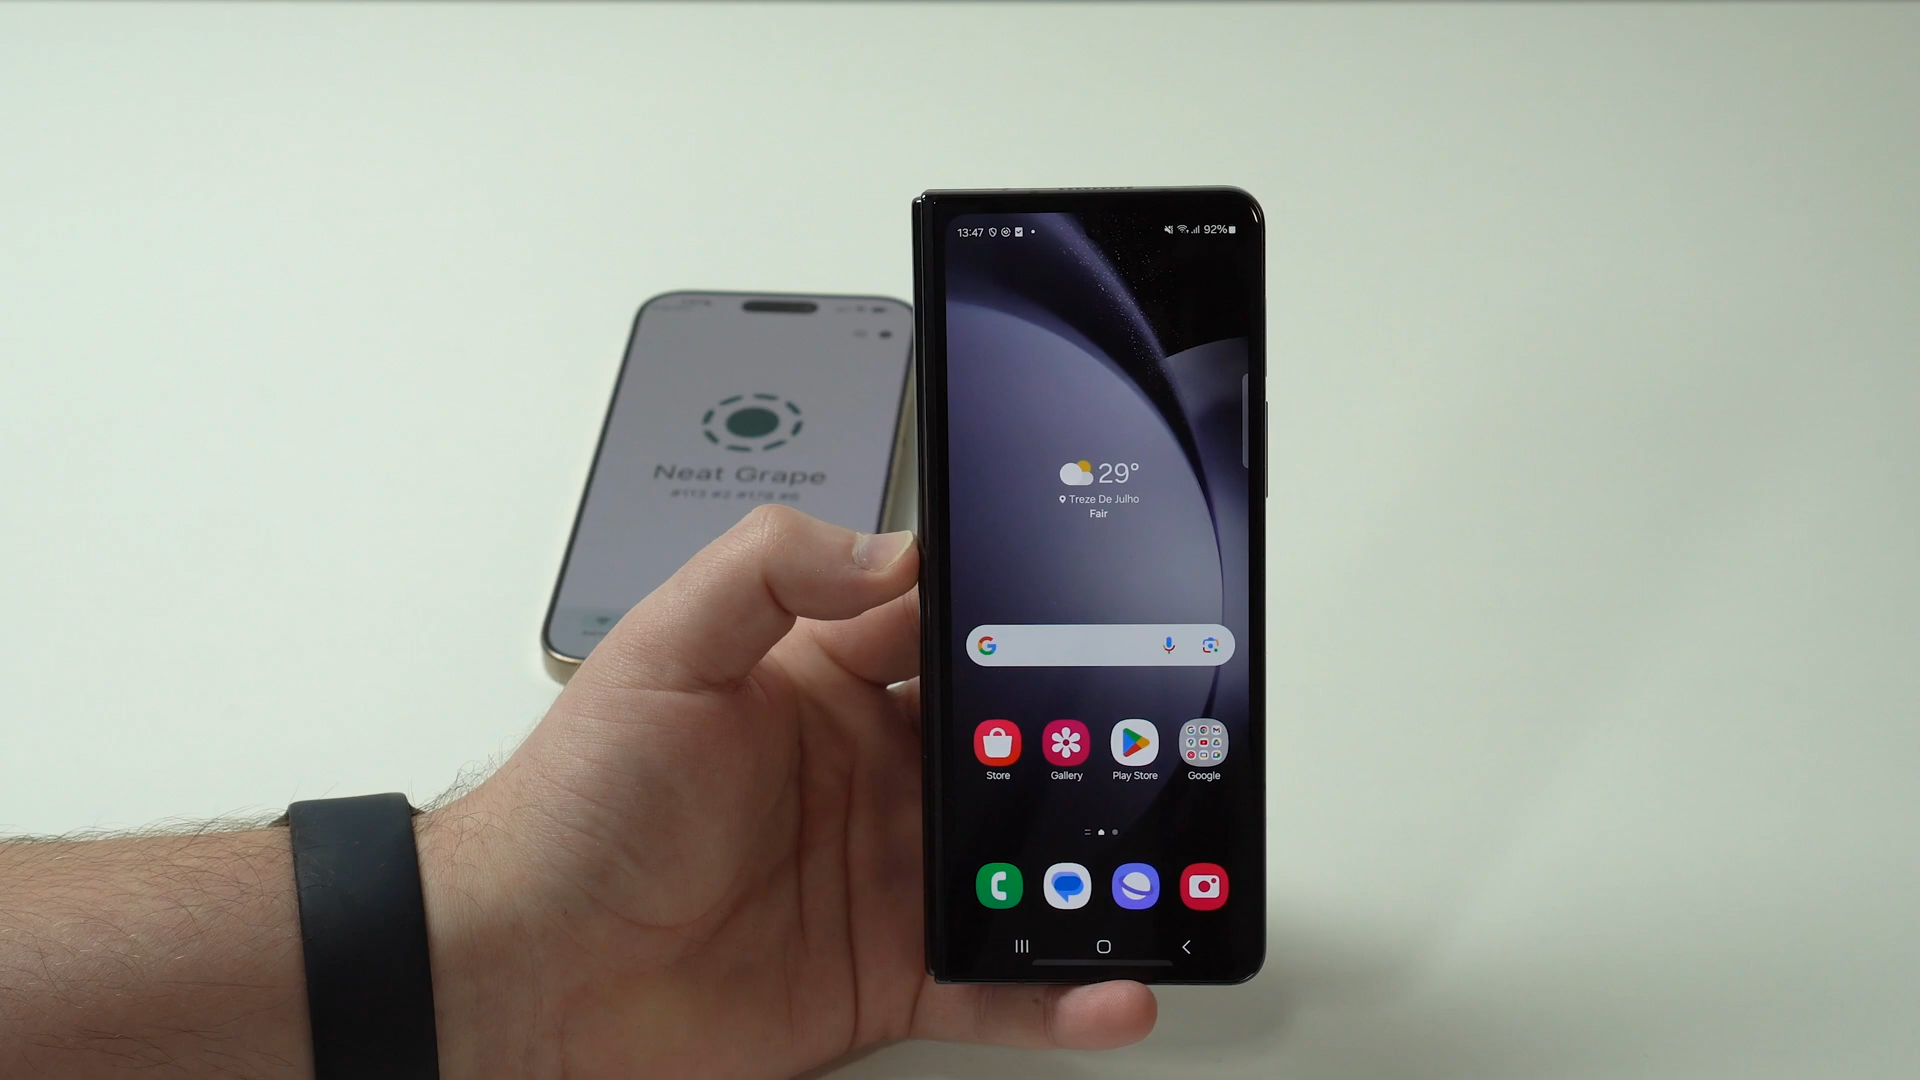 13:47
92%
Neat Grape
29°
Treze De Julho
Fair
Store
Gallery
Play Store
Google